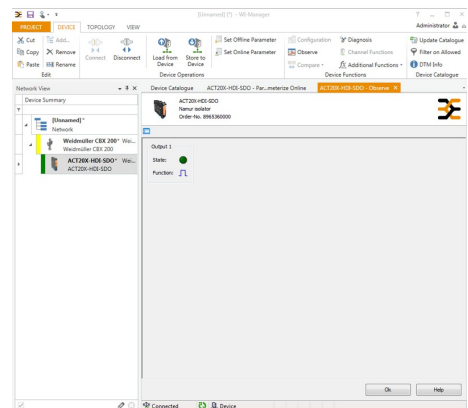 [Unnamed] [*] - WI-Manager
PROJECT DEVICE TOPOLOGY VIEW Administrator
Cut Add...
Copy Remove
Paste Rename
Edit
Connect Disconnect
Load from Device Store to Device
Set Offline Parameter
Set Online Parameter
Device Operations
Configuration Diagnosis
Observe Channel Functions
Compare Additional Functions
Device Functions
Update Catalogue
Filter on Allowed
DTM Info
Device Catalogue
Network View
Device Catalogue ACT20X-HDI-SDO - Par...meterize Online ACT20X-HDI-SDO - Observe
Device Summary
[Unnamed] *
Network
Weidmüller CBX 200* Wei...
Weidmüller CBX 200
ACT20X-HDI-SDO* Wei...
ACT20X-HDI-SDO
ACT20X-HDI-SDO
Namur isolator
Order-No. 8965360000
Output 1
State:
Function:
Ok Help
Connected Device